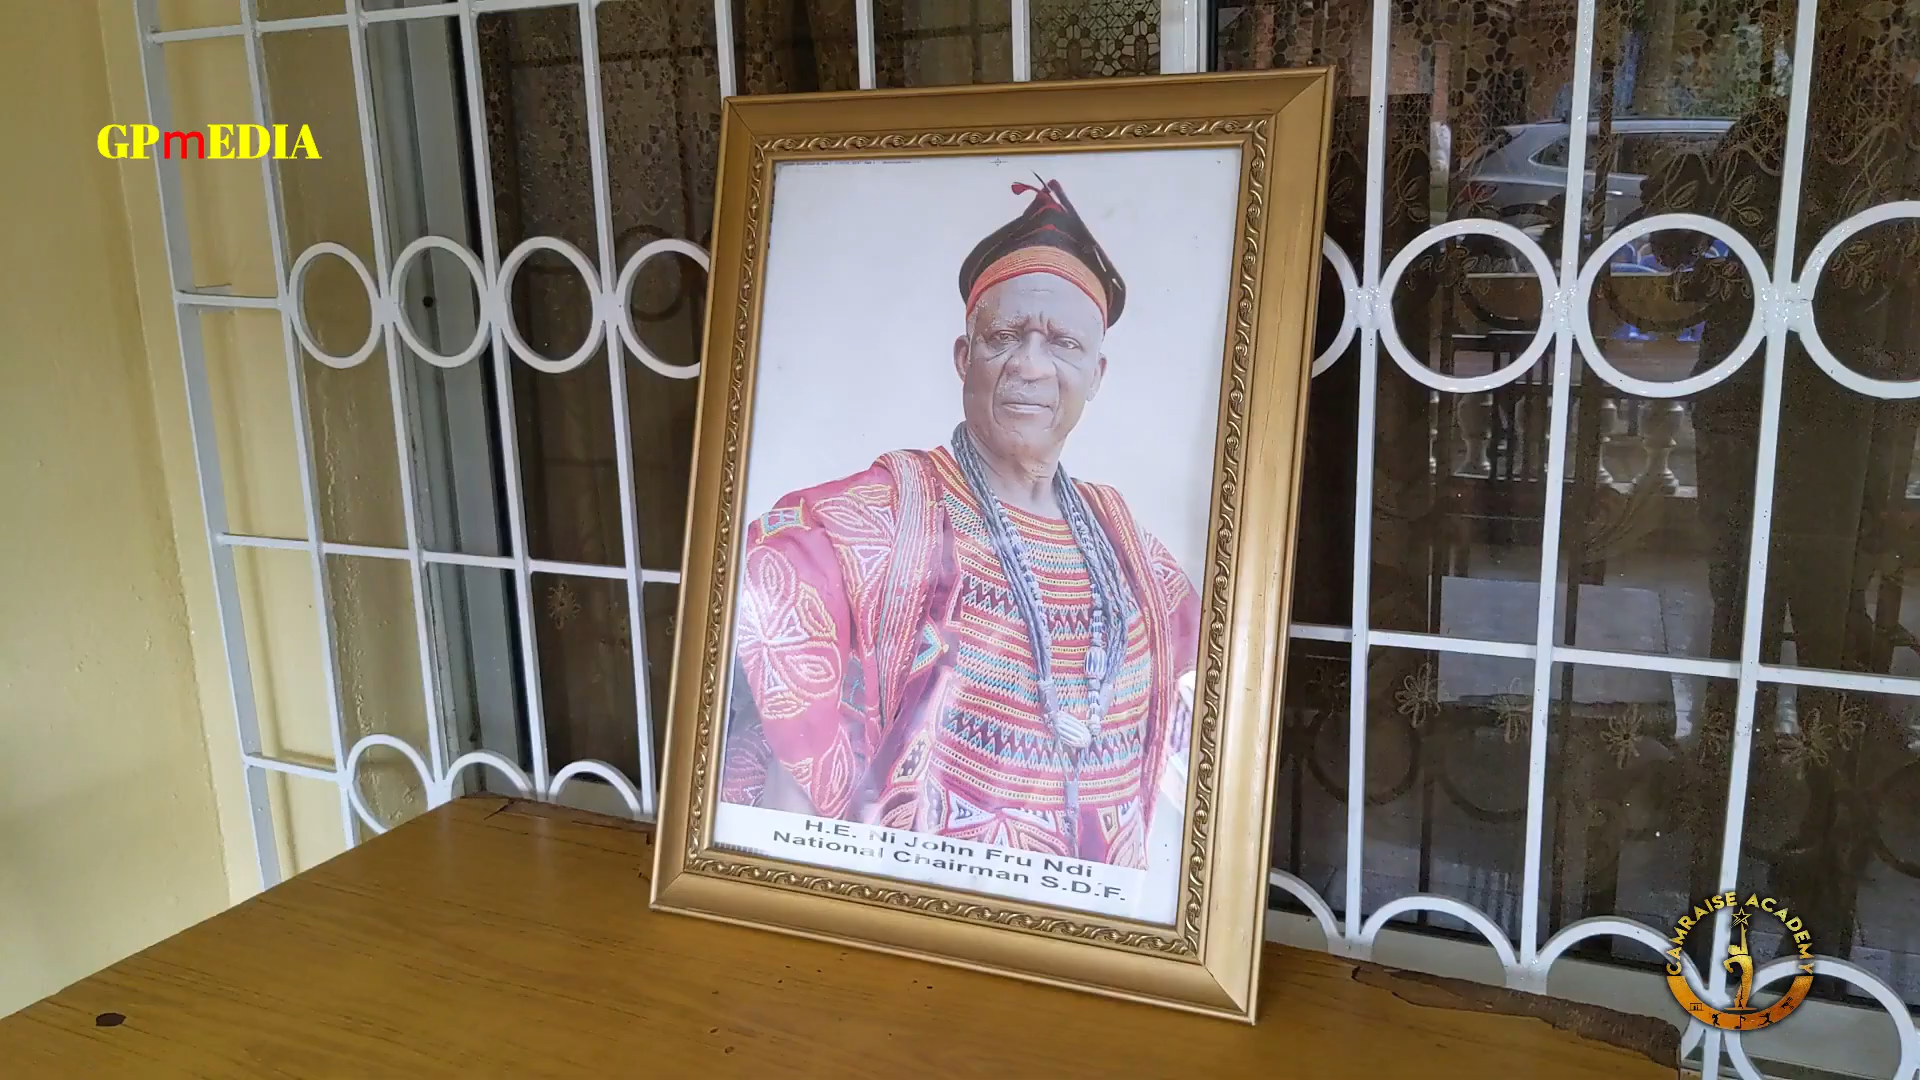 GPmEDIA
H.E. Ni John Fru Ndi
National Chairman S.D.F.
CAMRAISE ACADEMY